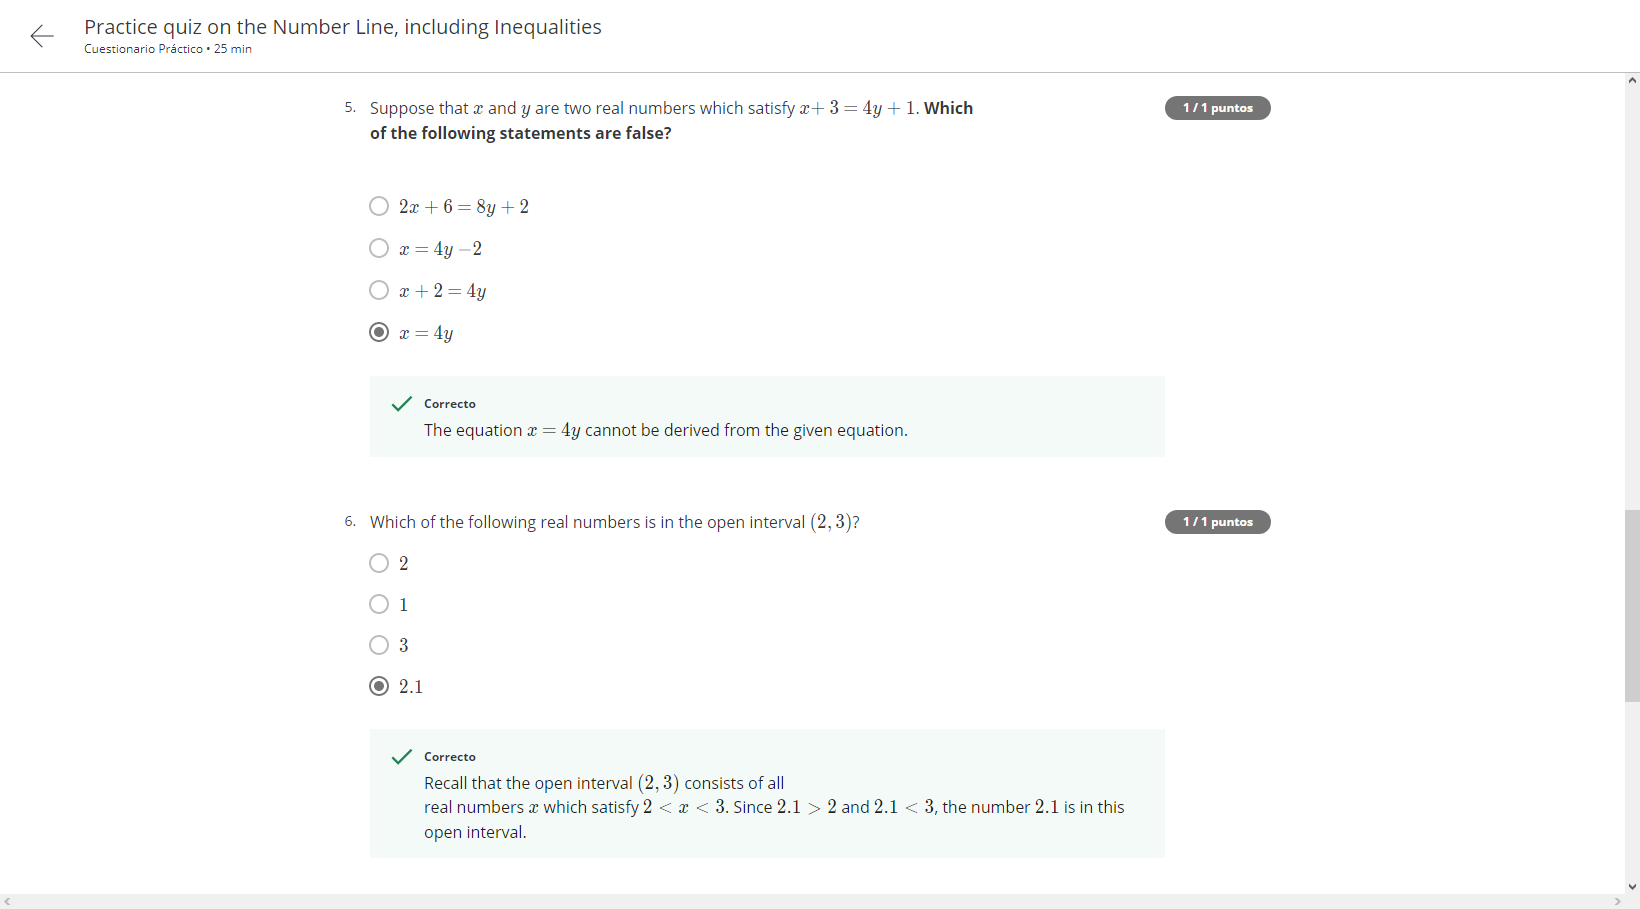 Practice quiz on the Number Line, including Inequalities
Cuestionario Práctico • 25 min
5. Suppose that x and y are two real numbers which satisfy x+ 3 = 4y + 1. Which
1 / 1 puntos
of the following statements are false?
2x + 6 = 8y + 2
x = 4y −2
x + 2 = 4y
x = 4y
Correcto
The equation x = 4y cannot be derived from the given equation.
6. Which of the following real numbers is in the open interval (2, 3)?
1 / 1 puntos
2
1
3
2.1
Correcto
Recall that the open interval (2, 3) consists of all
real numbers x which satisfy 2 < x < 3. Since 2.1 > 2 and 2.1 < 3, the number 2.1 is in this
open interval.